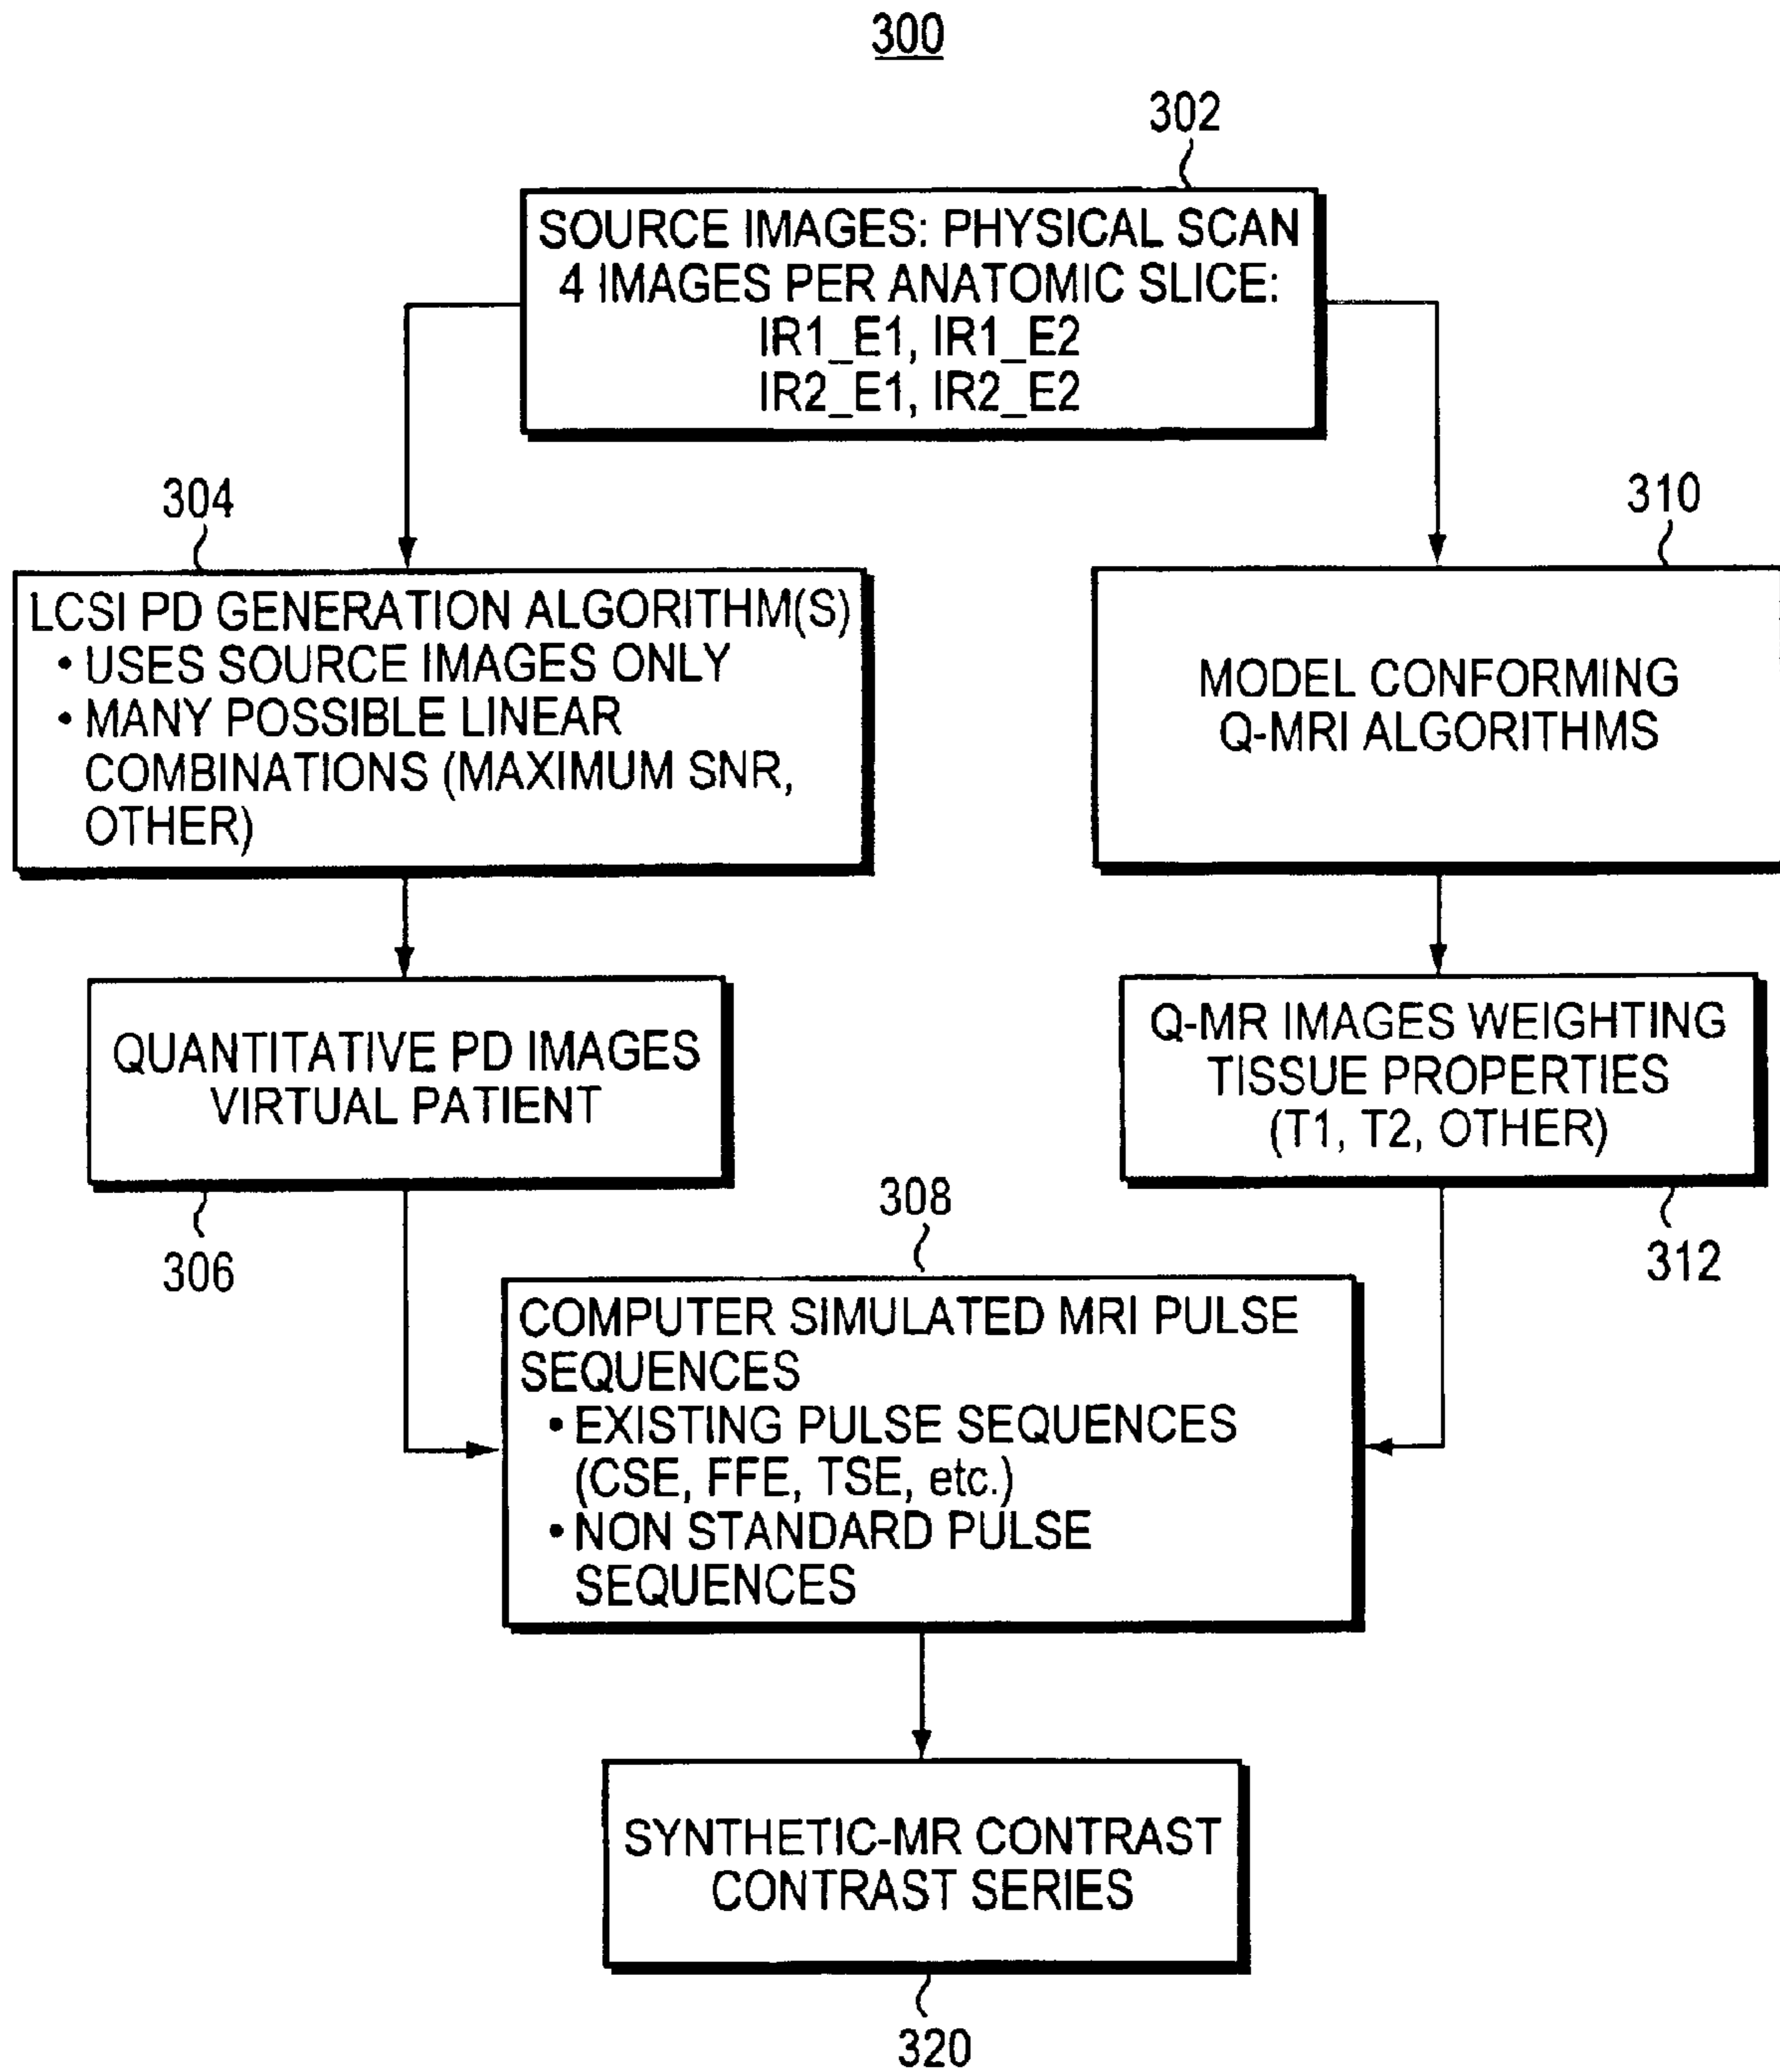 300
302
SOURCE IMAGES: PHYSICAL SCAN
4 IMAGES PER ANATOMIC SLICE:
IR1_E1, IR1_E2
IR2_E1, IR2_E2
304
LCSI PD GENERATION ALGORITHM(S)
• USES SOURCE IMAGES ONLY
• MANY POSSIBLE LINEAR
COMBINATIONS (MAXIMUM SNR,
OTHER)
310
MODEL CONFORMING
Q-MRI ALGORITHMS
QUANTITATIVE PD IMAGES
VIRTUAL PATIENT
306
Q-MR IMAGES WEIGHTING
TISSUE PROPERTIES
(T1, T2, OTHER)
312
308
COMPUTER SIMULATED MRI PULSE
SEQUENCES
• EXISTING PULSE SEQUENCES
(CSE, FFE, TSE, etc.)
• NON STANDARD PULSE
SEQUENCES
SYNTHETIC-MR CONTRAST
CONTRAST SERIES
320